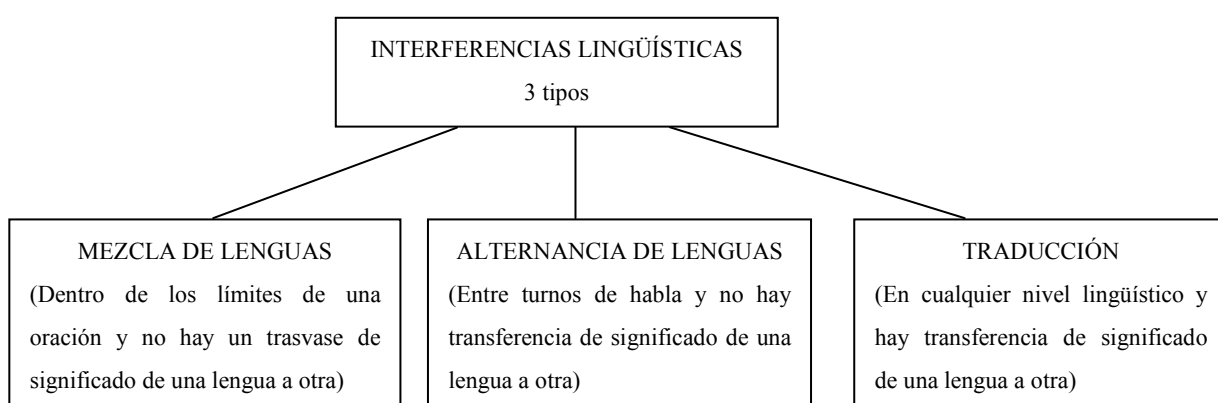 INTERFERENCIAS LINGÜÍSTICAS
3 tipos
MEZCLA DE LENGUAS
(Dentro de los límites de una
oración y no hay un trasvase de
significado de una lengua a otra)
ALTERNANCIA DE LENGUAS
(Entre turnos de habla y no hay
transferencia de significado de una
lengua a otra)
TRADUCCIÓN
(En cualquier nivel lingüístico y
hay transferencia de significado
de una lengua a otra)